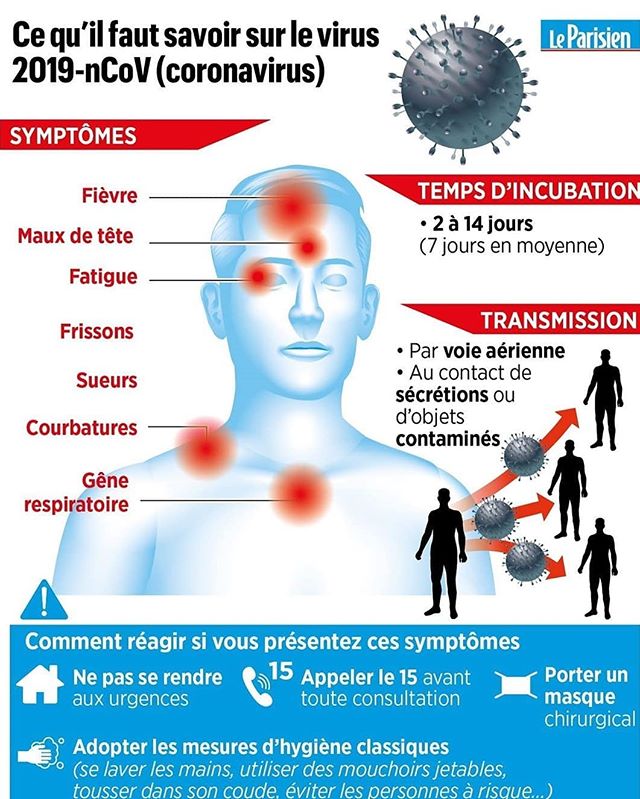 Ce qu'il faut savoir sur le virus
2019-nCoV (coronavirus)
Le Parisien
SYMPTÔMES
Fièvre
Maux de tête
Fatigue
Frissons
Sueurs
Courbatures
Gêne
respiratoire
TEMPS D'INCUBATION
• 2 à 14 jours
(7 jours en moyenne)
TRANSMISSION
• Par voie aérienne
• Au contact de
sécrétions ou
d'objets
contaminés
Comment réagir si vous présentez ces symptômes
Ne pas se rendre
aux urgences
15
Appeler le 15 avant
toute consultation
Porter un
masque
chirurgical
Adopter les mesures d'hygiène classiques
(se laver les mains, utiliser des mouchoirs jetables,
tousser dans son coude, éviter les personnes à risque...)